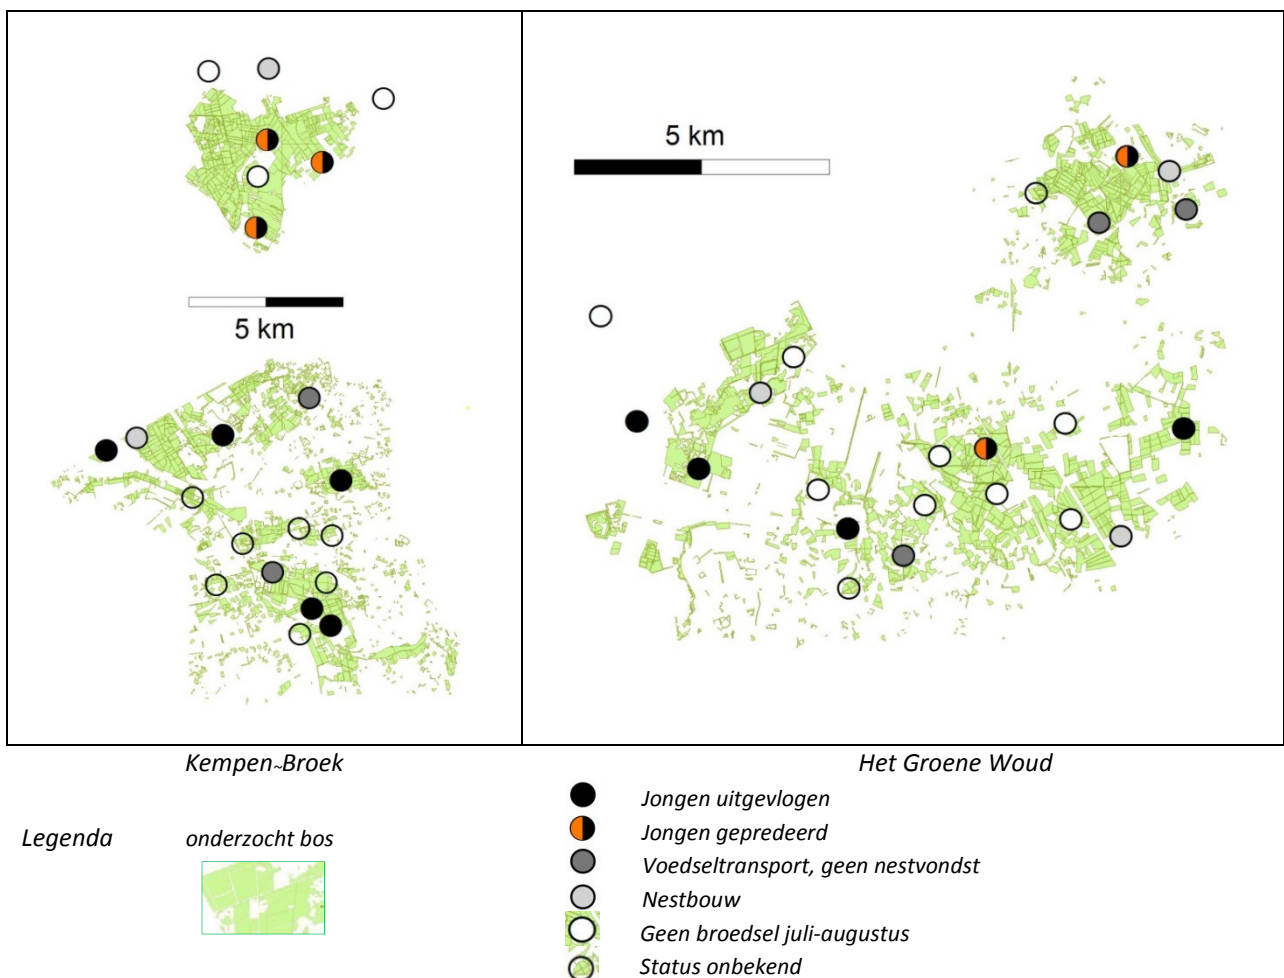 5 km
5 km
Kempen~Broek
Het Groene Woud
Legenda
onderzocht bos
Jongen uitgevlogen
Jongen gepredeerd
Voedseltransport, geen nestvondst
Nestbouw
Geen broedsel juli-augustus
Status onbekend